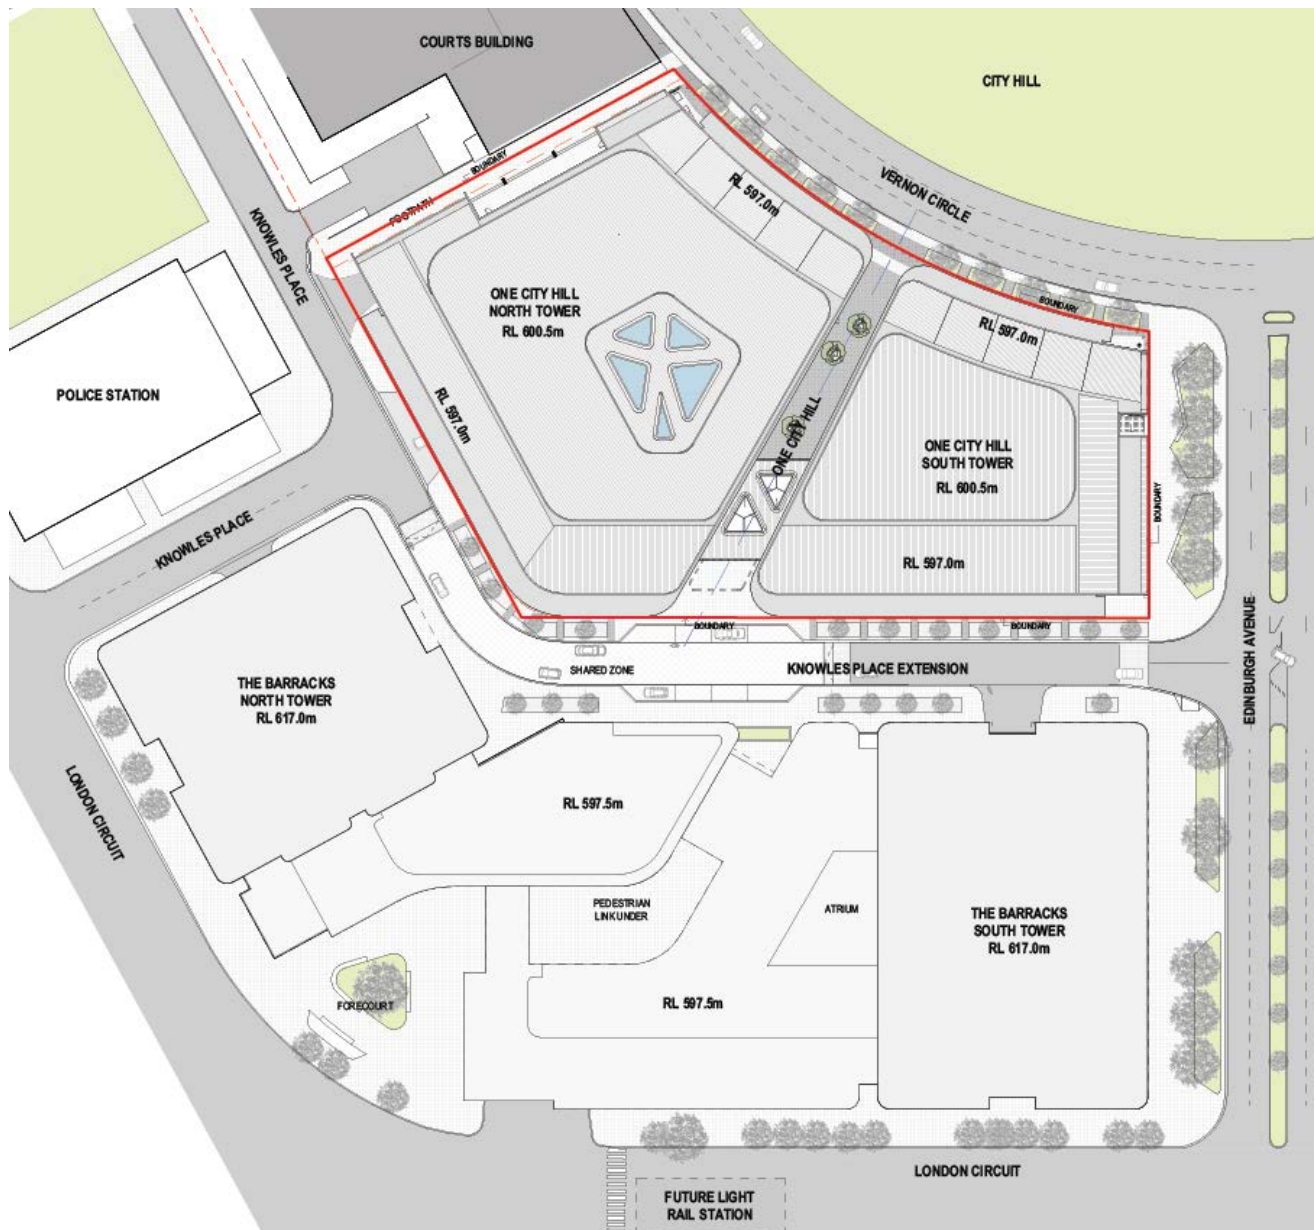 COURTS BUILDING
CITY HILL
BOUNDARY
FOOTPATH
VERNON CIRCLE
RL 597.0m
KNOWLES PLACE
ONE CITY HILL
NORTH TOWER
RL 600.5m
BOUNDARY
RL 597.0m
POLICE STATION
RL 597.0m
ONE CITY HILL
ONE CITY HILL
SOUTH TOWER
RL 600.5m
BOUNDARY
KNOWLES PLACE
RL 597.0m
BOUNDARY
BOUNDARY
EDINBURGH AVENUE
SHARED ZONE
KNOWLES PLACE EXTENSION
THE BARRACKS
NORTH TOWER
RL 617.0m
LONDON CIRCUIT
RL 597.5m
PEDESTRIAN
LINK UNDER
ATRIUM
THE BARRACKS
SOUTH TOWER
RL 617.0m
FORECOURT
RL 597.5m
LONDON CIRCUIT
FUTURE LIGHT
RAIL STATION